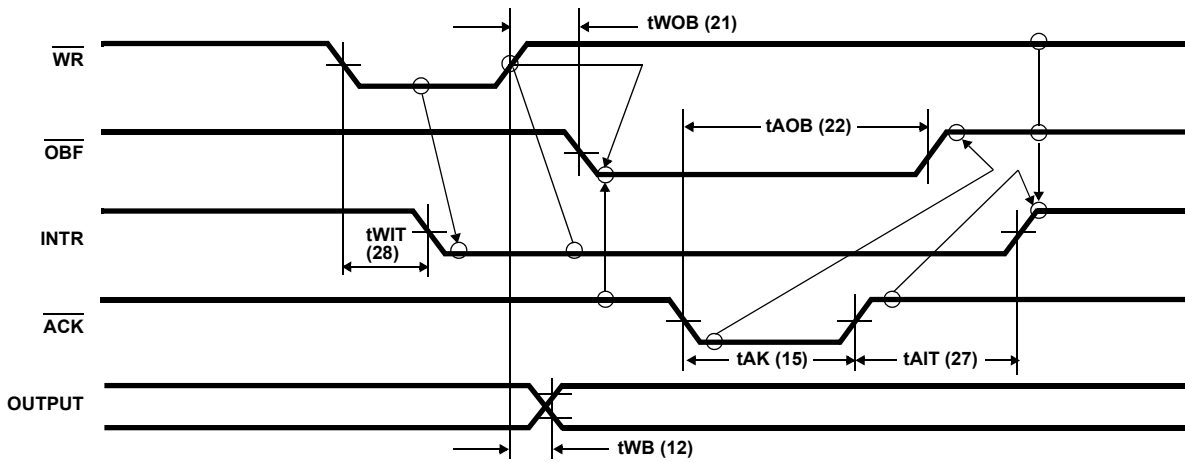 tWOB (21)
WR
tAOB (22)
OBF
INTR
tWIT
(28)
ACK
tAK (15)
tAIT (27)
OUTPUT
tWB (12)